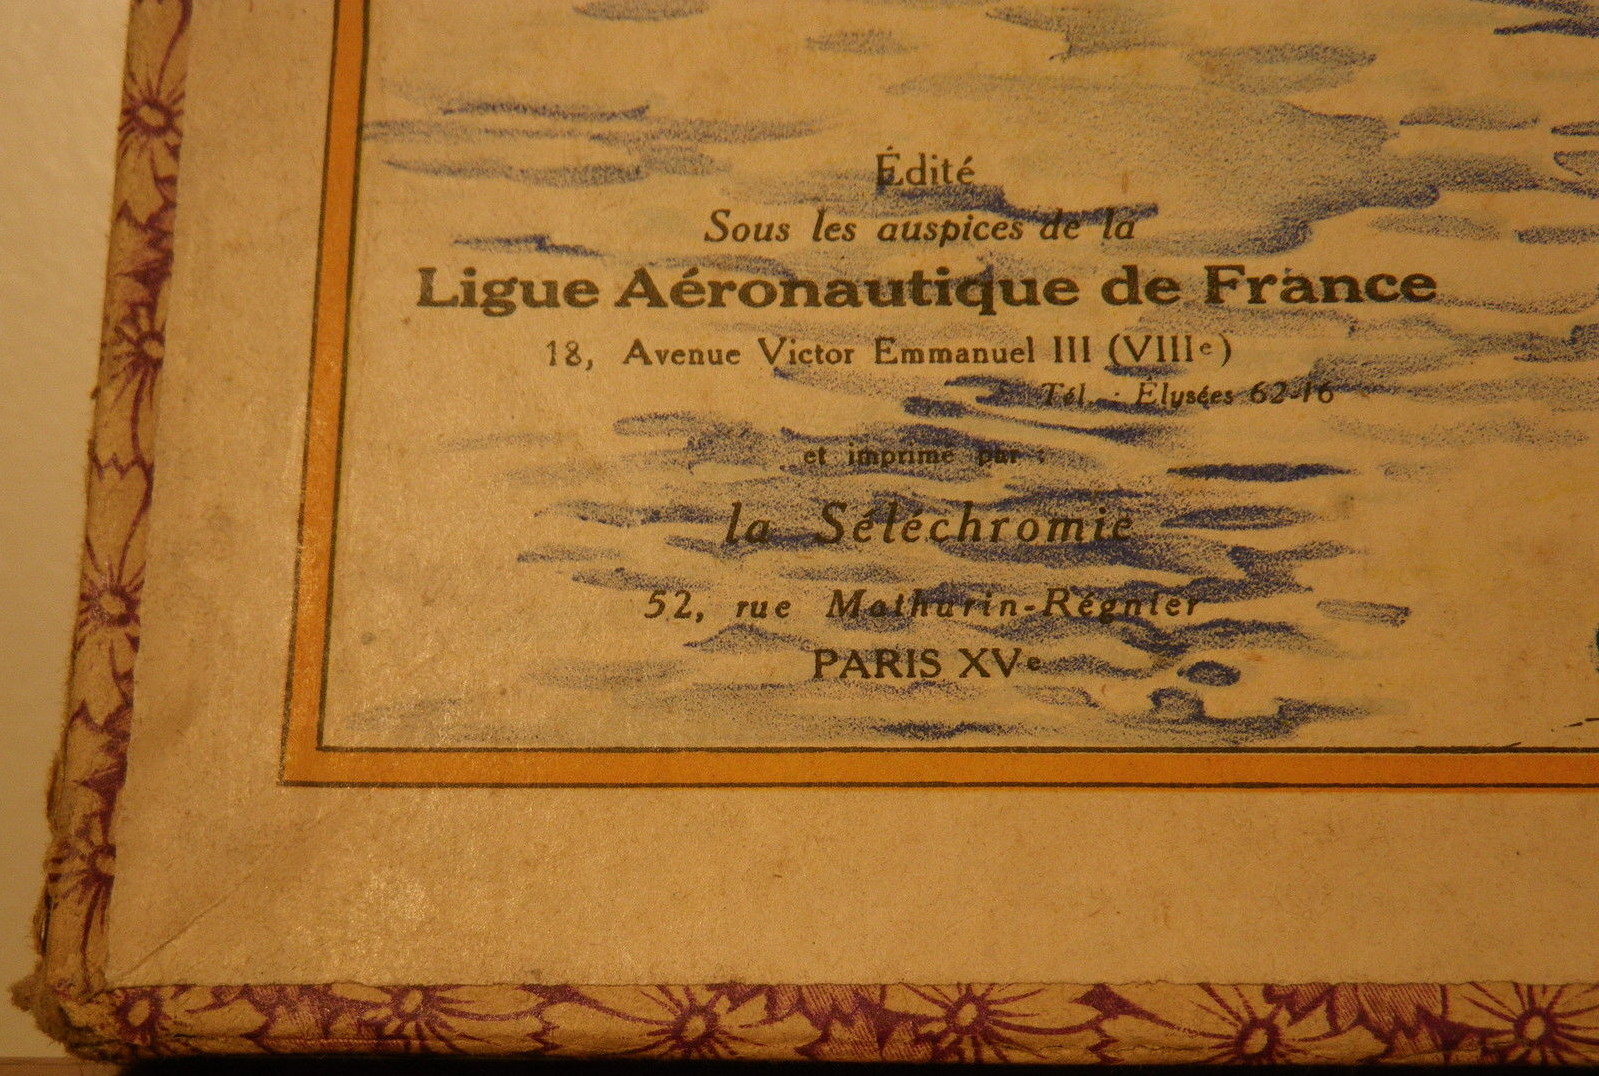 Édité
Sous les auspices de la
Ligue Aéronautique de France
18, Avenue Victor Emmanuel III (VIIIe)
Tél. : Élysées 62-16
et imprimé par :
la Séléchromie
52, rue Mathurin-Régnier
PARIS XVe